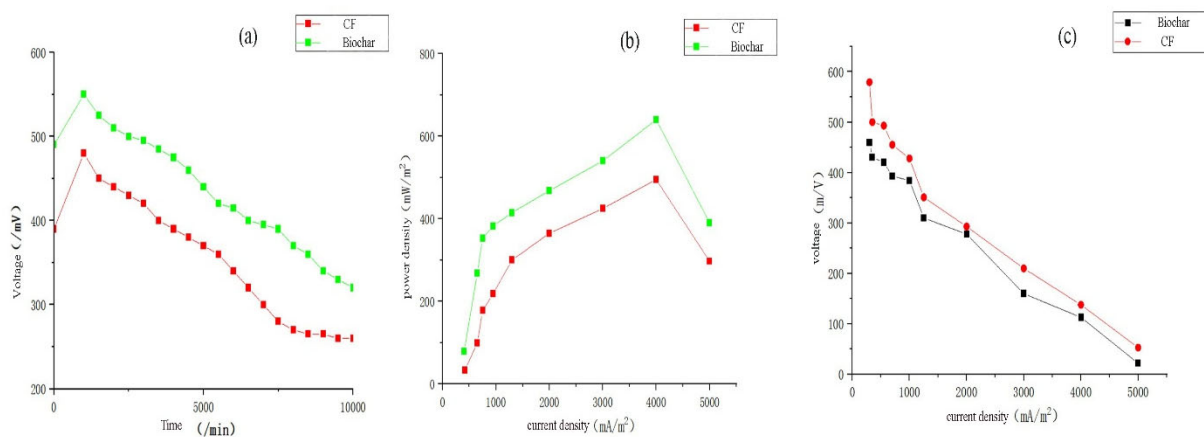 (a)
CF
Biochar
600
500
400
300
200
0
5000
10000
Voltage(/mV)
Time (/min)
(b)
CF
Biochar
800
600
400
200
0
0
1000
2000
3000
4000
5000
power density(mW/m²)
current density(mA/m²)
(c)
Biochar
CF
600
500
400
300
200
100
0
0
1000
2000
3000
4000
5000
voltage(m/V)
current density(mA/m²)